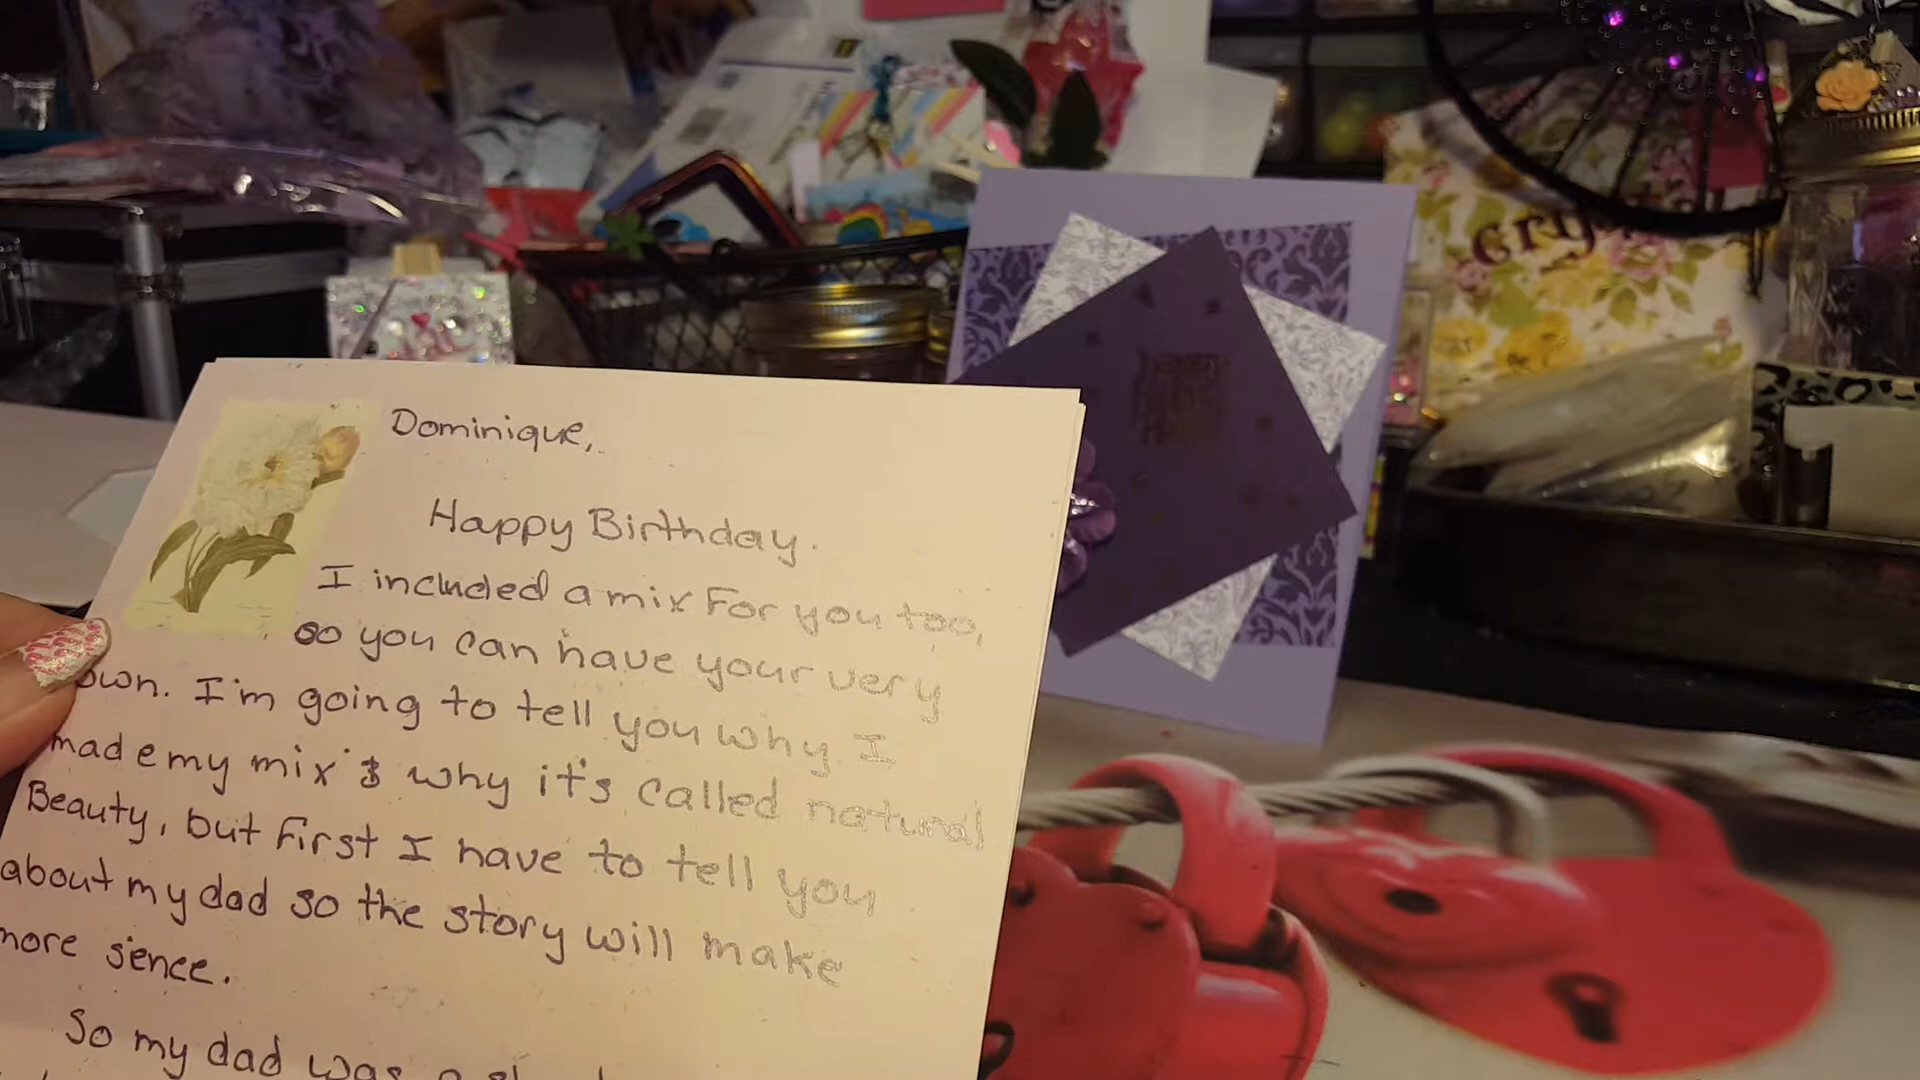 Dominique,
Happy Birthday.
I included a mix For you too,
so you can have your very
own. I'm going to tell you why I
made my mix & why it's called natural
Beauty, but First I have to tell you
about my dad so the story will make
more sence.
So my dad was a